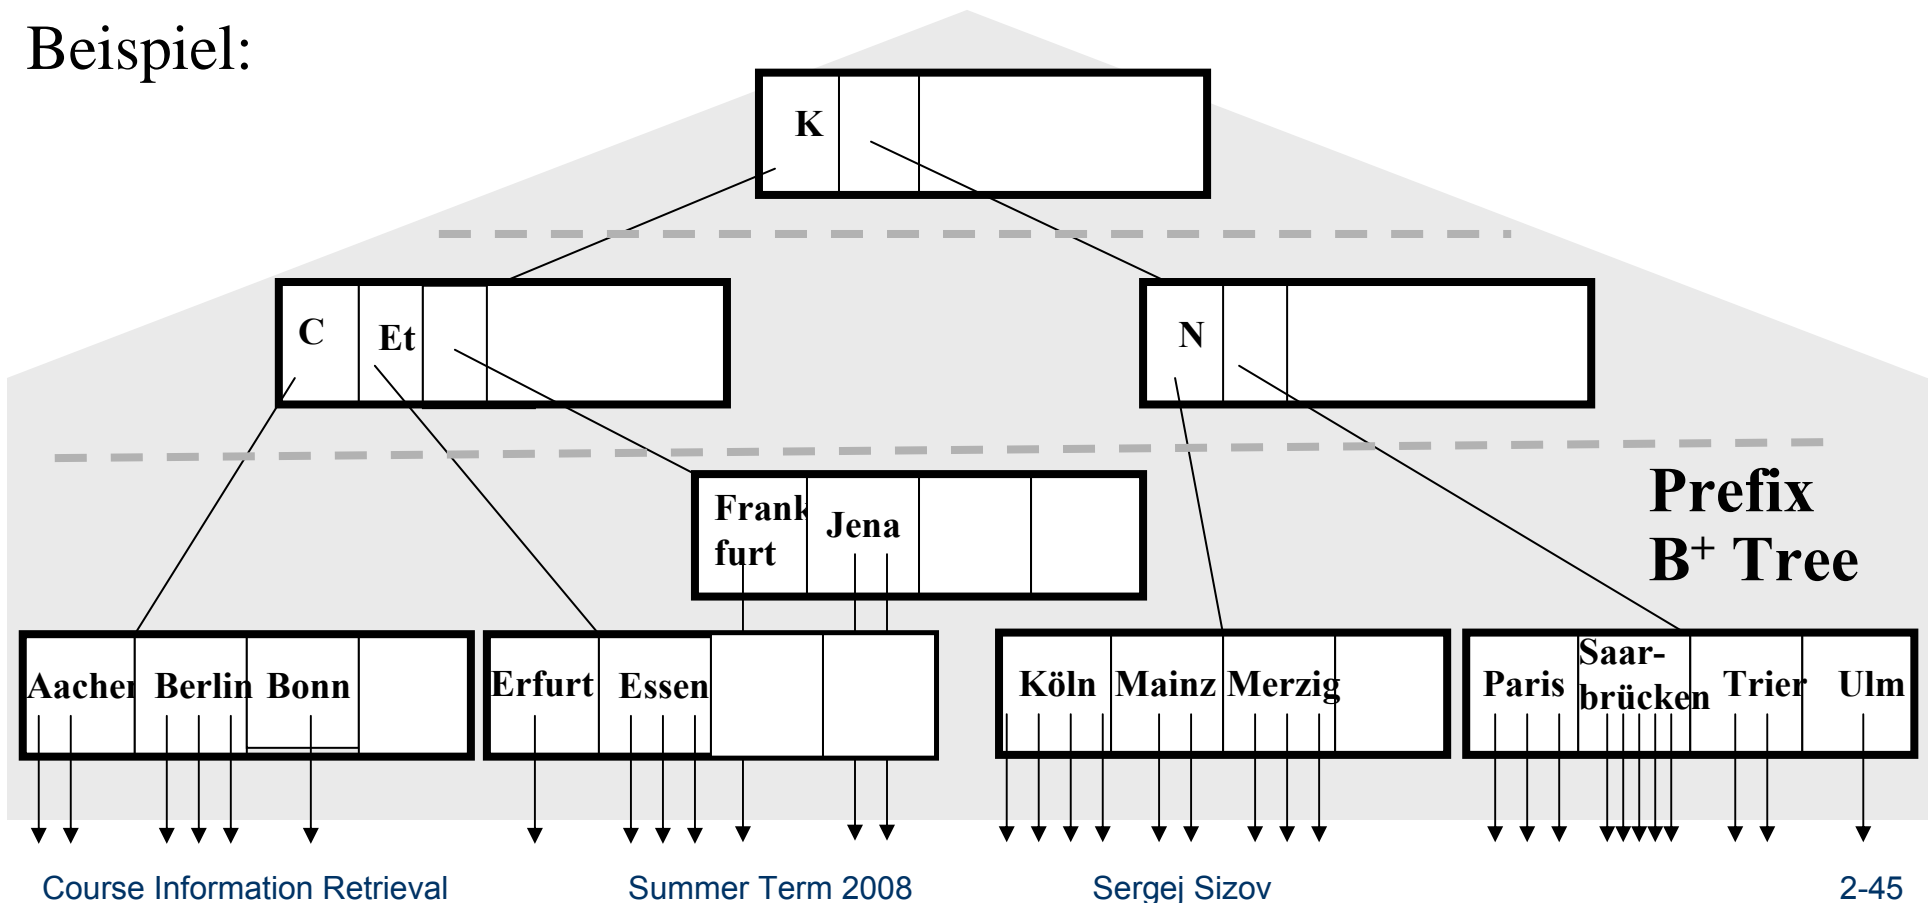 Beispiel:
K
C Et
N
Prefix
B+ Tree
Frank
furt
Jena
Aachen Berlin Bonn
Erfurt Essen
Köln Mainz Merzig
Paris
Saar-
brücken
Trier Ulm
Course Information Retrieval Summer Term 2008 Sergej Sizov 2-45